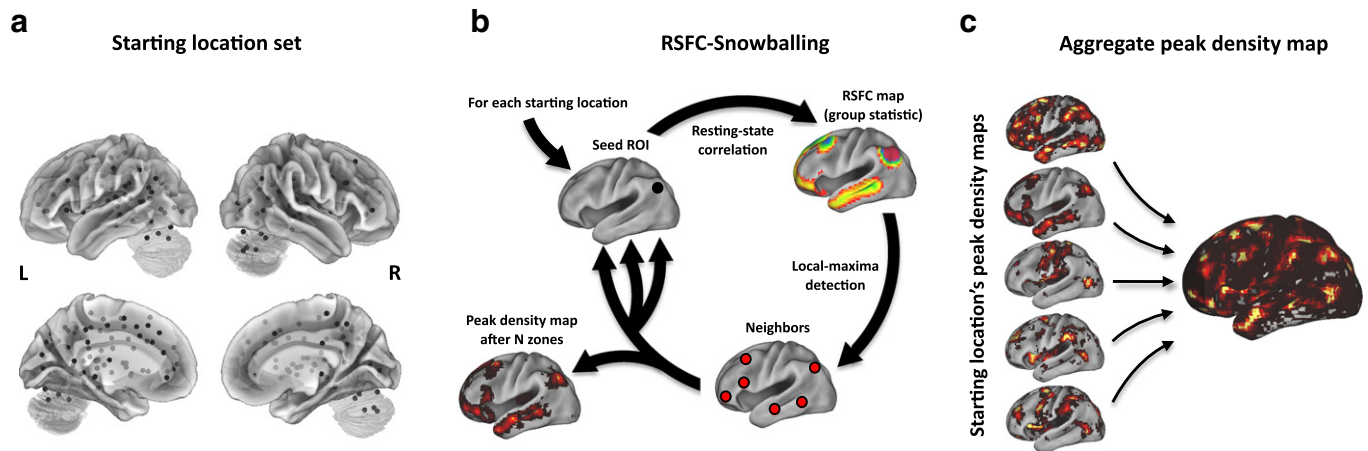 a
Starting location set
L
R
b
RSFC-Snowballing
For each starting location
Seed ROI
Resting-state
correlation
RSFC map
(group statistic)
Local-maxima
detection
Neighbors
Peak density map
after N zones
c
Aggregate peak density map
Starting location's peak density maps